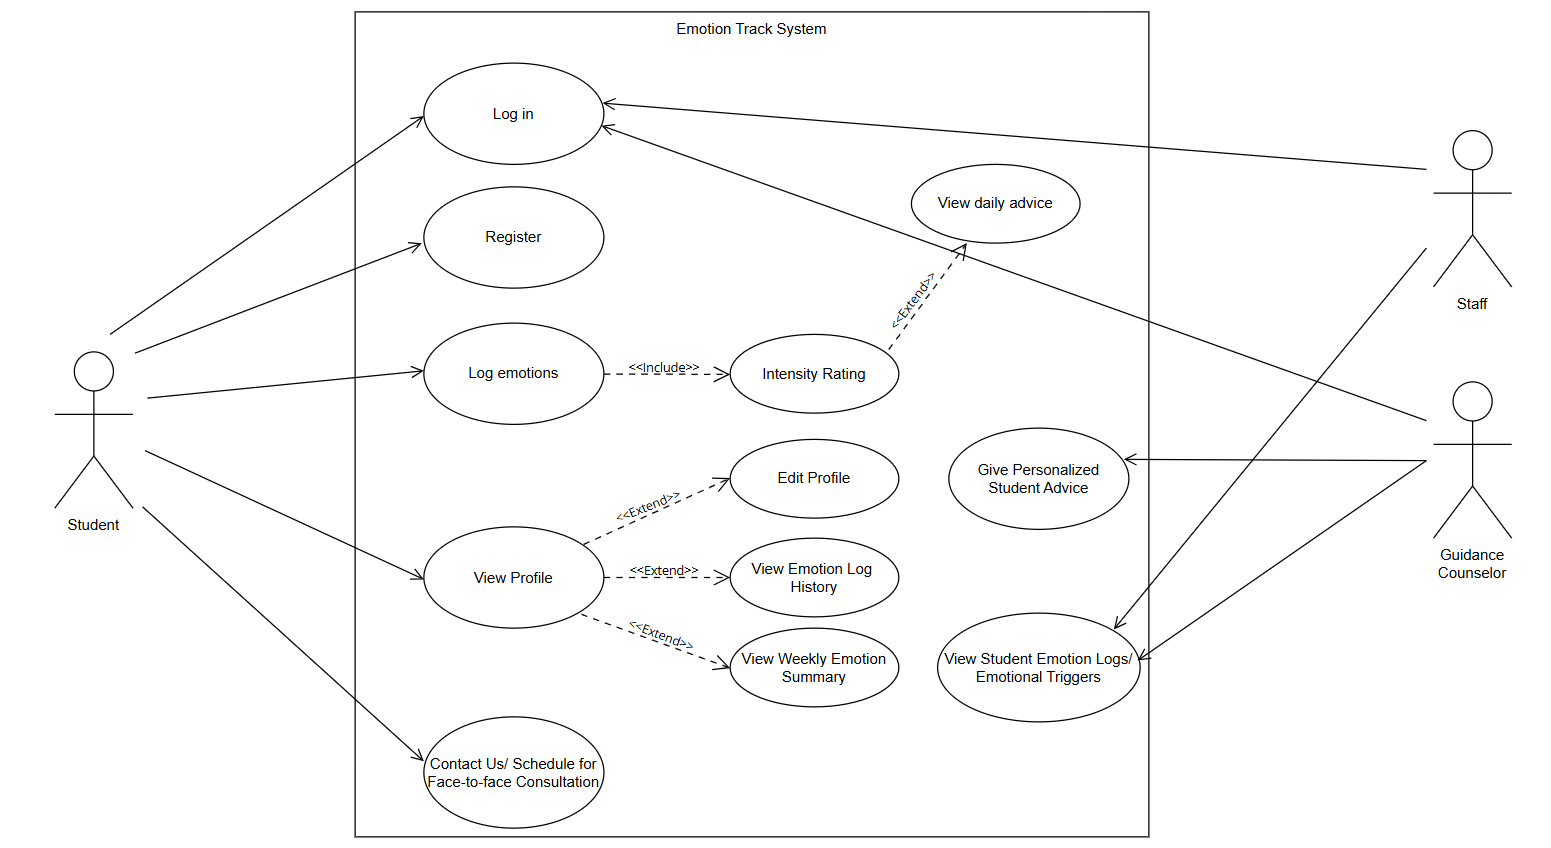 Emotion Track System
Log in
View daily advice
Register
<<Extend>>
Staff
Log emotions
<<Include>>
Intensity Rating
Student
<<Extend>>
Edit Profile
Give Personalized
Student Advice
Guidance
Counselor
View Profile
<<Extend>>
View Emotion Log
History
<<Extend>>
View Weekly Emotion
Summary
View Student Emotion Logs/
Emotional Triggers
Contact Us/ Schedule for
Face-to-face Consultation